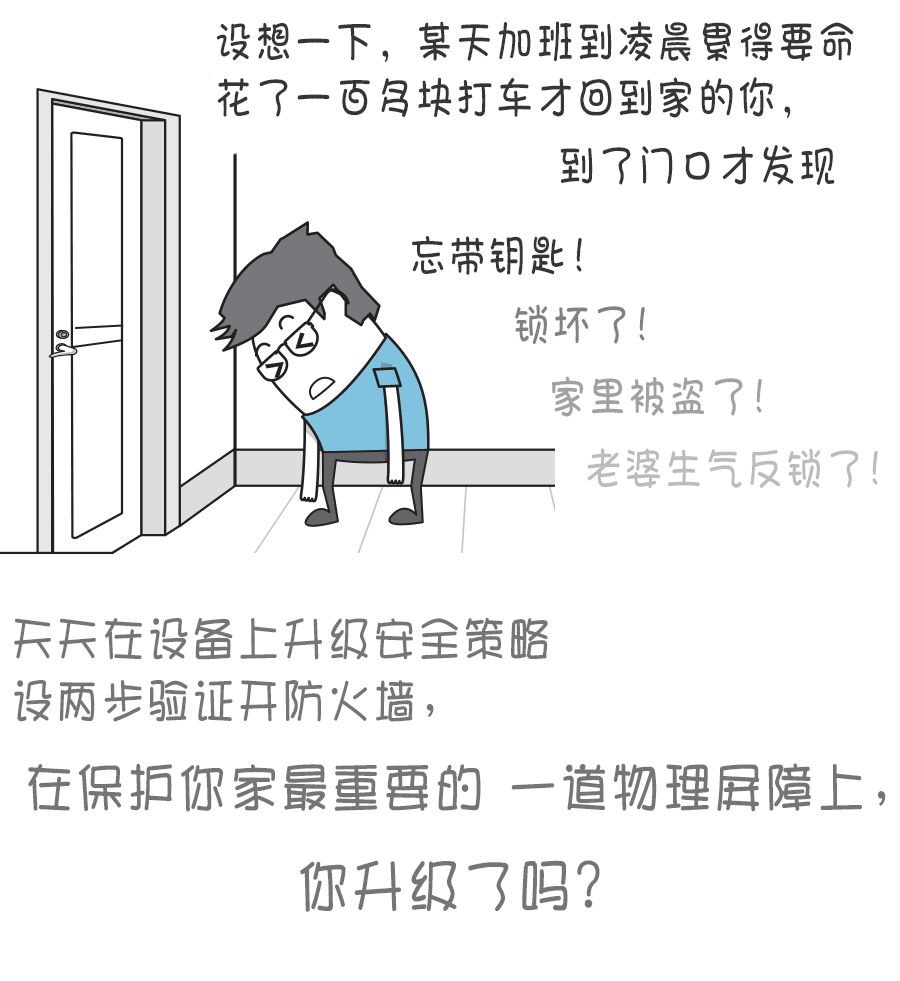 设想一下，某天加班到凌晨累得要命
花了一百多块打车才回到家的你，
到了门口才发现
忘带钥匙！
锁坏了！
家里被盗了！
老婆生气反锁了！
天天在设备上升级安全策略
设两步验证开防火墙，
在保护你家最重要的 一道物理屏障上，
你升级了吗？